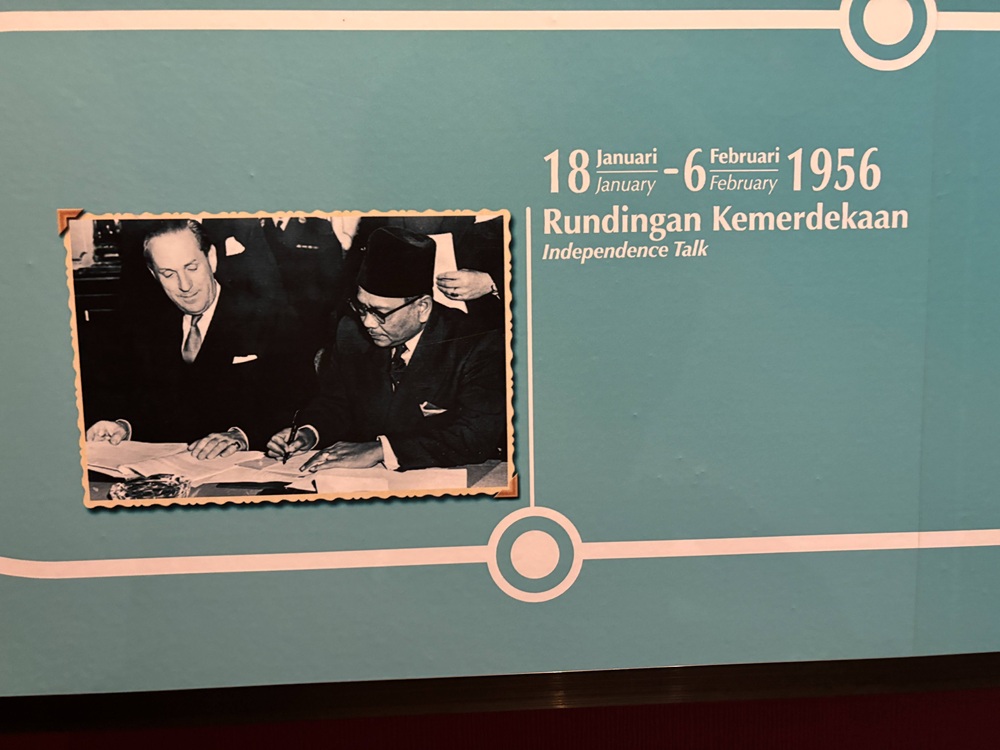 18 Januari - 6 Februari 1956
January February
Rundingan Kemerdekaan
Independence Talk